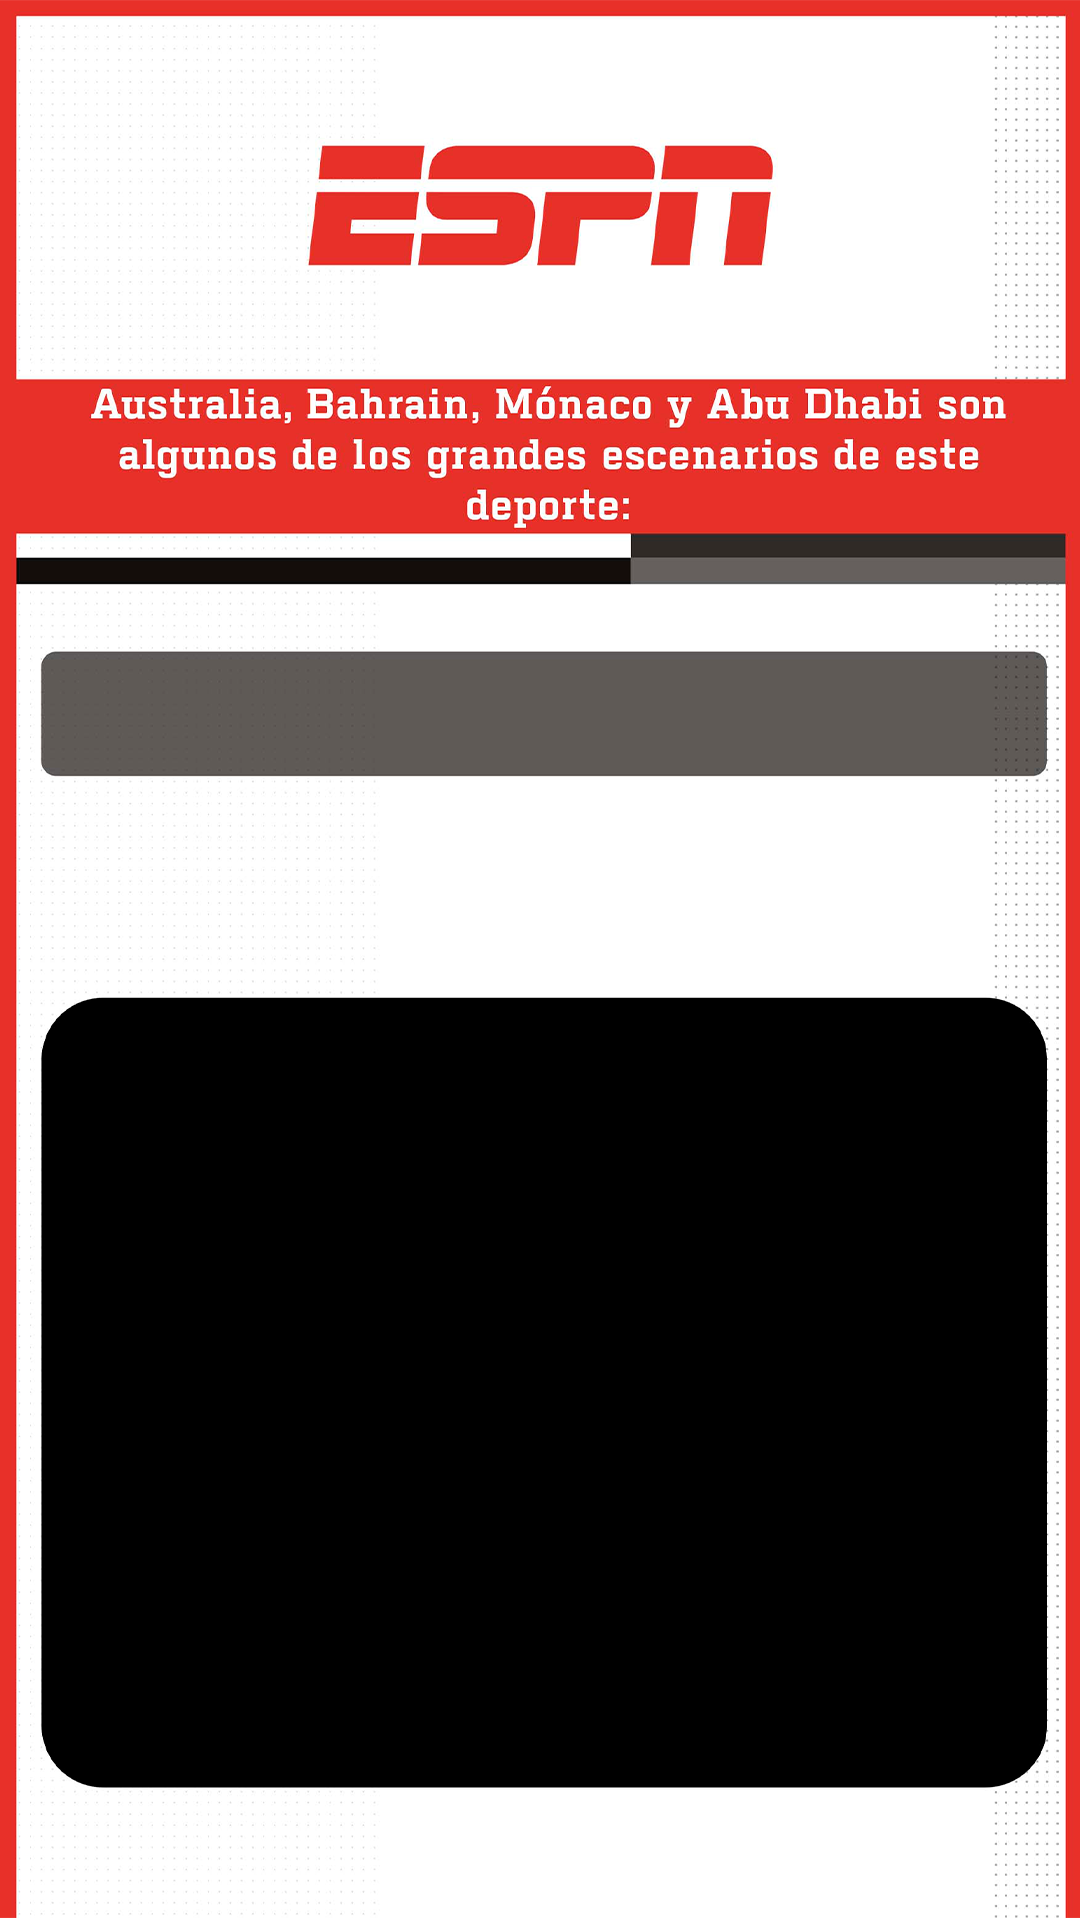 ESPN
Australia, Bahrain, Mónaco y Abu Dhabi son
algunos de los grandes escenarios de este
deporte: